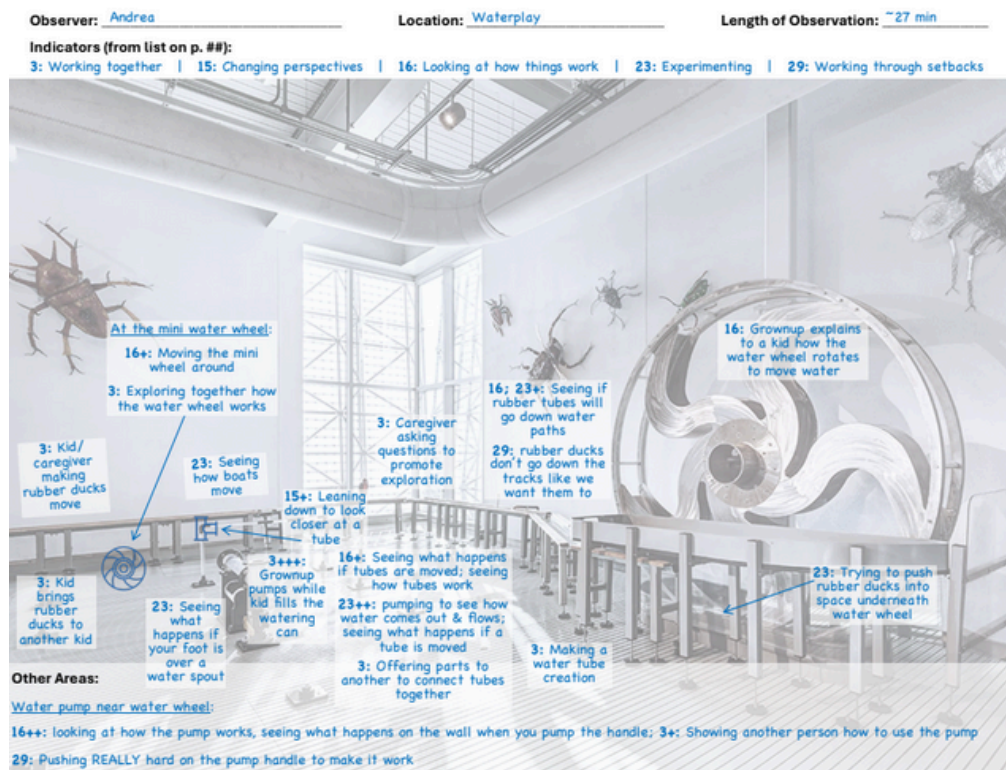 Observer: Andrea Location: Waterplay Length of Observation: ~27 min
Indicators (from list on p. ##):
3: Working together | 15: Changing perspectives | 16: Looking at how things work | 23: Experimenting | 29: Working through setbacks
At the mini water wheel:
16+: Moving the mini
wheel around
3: Exploring together how
the water wheel works
3: Kid/
caregiver
making
rubber ducks
move
23: Seeing
how boats
move
3: Kid
brings
rubber
ducks to
another kid
23: Seeing
what
happens if
your foot is
over a
water spout
15+: Leaning
down to look
closer at a
tube
3+++:
Grownup
pumps while
kid fills the
watering
can
3: Caregiver
asking
questions to
promote
exploration
16; 23+: Seeing if
rubber tubes will
go down water
paths
29: rubber ducks
don't go down the
tracks like we
want them to
16+: Seeing what happens
if tubes are moved; seeing
how tubes work
23++: pumping to see how
water comes out & flows;
seeing what happens if a
tube is moved
3: Offering parts to
another to connect tubes
together
3: Making a
water tube
creation
16: Grownup explains
to a kid how the
water wheel rotates
to move water
23: Trying to push
rubber ducks into
space underneath
water wheel
Other Areas:
Water pump near water wheel:
16++: looking at how the pump works, seeing what happens on the wall when you pump the handle; 3+: Showing another person how to use the pump
29: Pushing REALLY hard on the pump handle to make it work